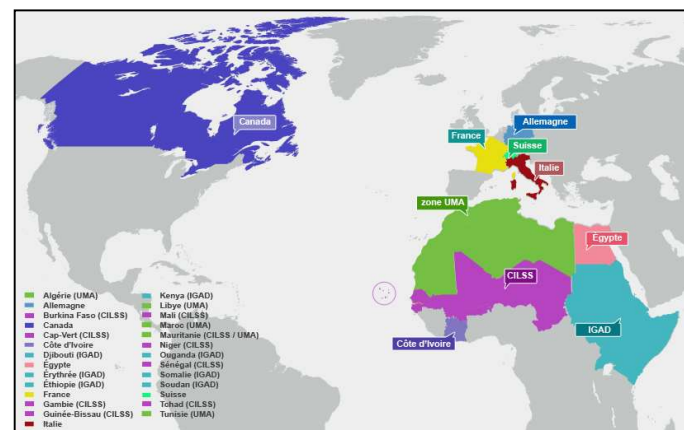 Canada
Allemagne
France
Suisse
Italie
zone UMA
Égypte
CILSS
IGAD
Côte d'Ivoire
Algérie (UMA)
Allemagne
Burkina Faso (CILSS)
Canada
Cap-Vert (CILSS)
Côte d'Ivoire
Djibouti (IGAD)
Égypte
Érythrée (IGAD)
Éthiopie (IGAD)
France
Gambie (CILSS)
Guinée-Bissau (CILSS)
Italie
Kenya (IGAD)
Libye (UMA)
Mali (CILSS)
Maroc (UMA)
Mauritanie (CILSS / UMA)
Niger (CILSS)
Ouganda (IGAD)
Sénégal (CILSS)
Somalie (IGAD)
Soudan (IGAD)
Suisse
Tchad (CILSS)
Tunisie (UMA)